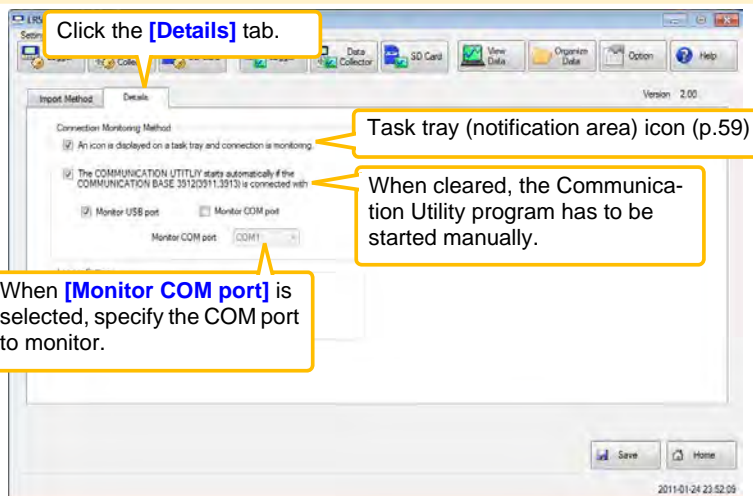 Click the [Details] tab.
Data Collector
SD Card
View Data
Organize Data
Option
Help
Import Method
Details
Version 2.00
Connection Monitoring Method
An icon is displayed on a task tray and connection is monitoring.
Task tray (notification area) icon (p.59)
The COMMUNICATION UTITLIY starts automatically if the
COMMUNICATION BASE 3912(3911,3913) is connected with
When cleared, the Communica-
tion Utility program has to be
started manually.
Monitor USB port
Monitor COM port
Monitor COM port
COM1
When [Monitor COM port] is
selected, specify the COM port
to monitor.
Save
Home
2011-01-24 23:52:09